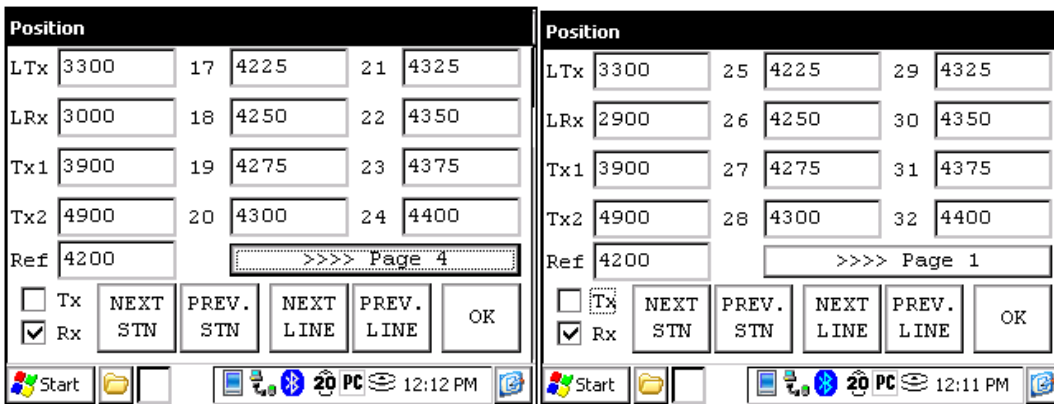 Position
LTx 3300 17 4225 21 4325
LRx 3000 18 4250 22 4350
Tx1 3900 19 4275 23 4375
Tx2 4900 20 4300 24 4400
Ref 4200 >>>> Page 4
Tx NEXT PREV. NEXT PREV. OK
Rx STN STN LINE LINE
Start 20 PC 12:12 PM
Position
LTx 3300 25 4225 29 4325
LRx 2900 26 4250 30 4350
Tx1 3900 27 4275 31 4375
Tx2 4900 28 4300 32 4400
Ref 4200 >>>> Page 1
Tx NEXT PREV. NEXT PREV. OK
Rx STN STN LINE LINE
Start 20 PC 12:11 PM